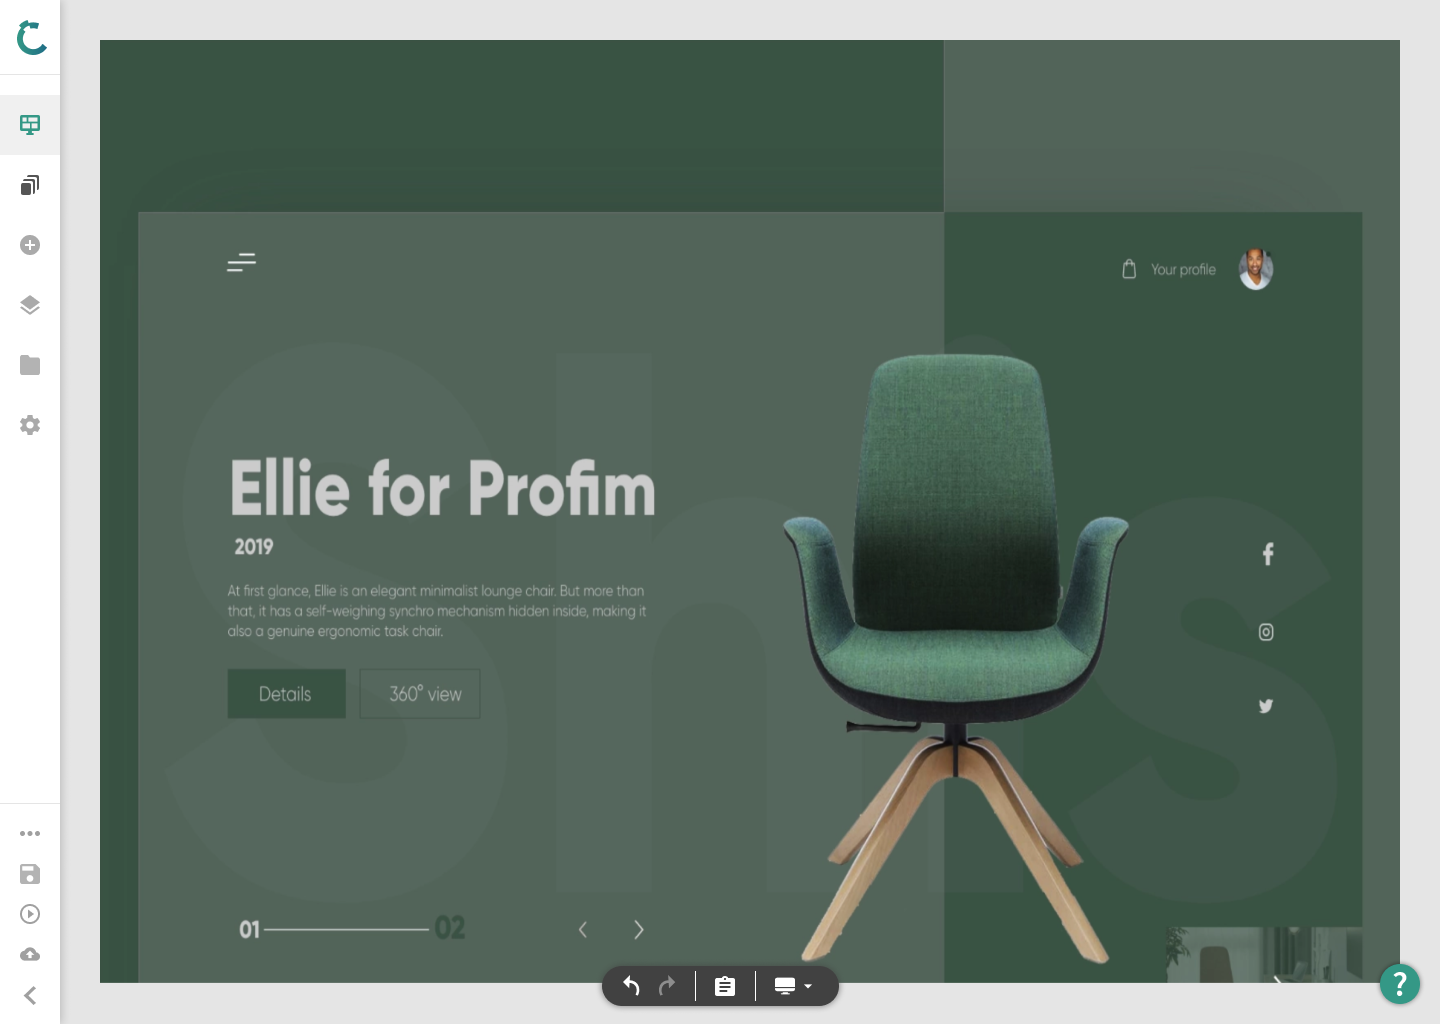 Your profile
Ellie for Profim
2019
At first glance, Ellie is an elegant minimalist lounge chair. But more than
that, it has a self-weighing synchro mechanism hidden inside, making it
also a genuine ergonomic task chair.
Details
360° view
01
02
?